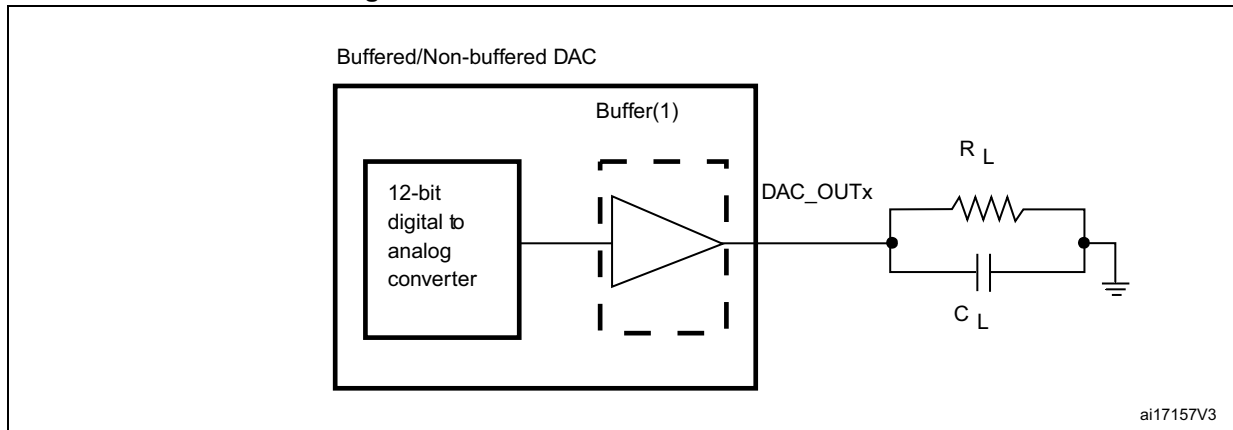 Buffered/Non-buffered DAC
Buffer(1)
12-bit
digital to
analog
converter
DAC_OUTx
R L
C L
ai17157V3